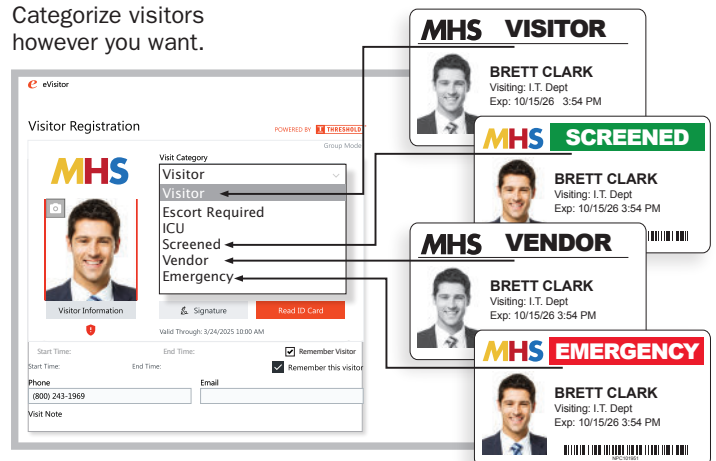 Categorize visitors
however you want.
e eVisitor
Visitor Registration
POWERED BY THRESHOLD
Group Mode
MHS
Visit Category
Visitor
Visitor
Escort Required
ICU
Screened
Vendor
Emergency
Visitor Information
Signature
Read ID Card
Valid Through: 3/24/2025 10:00 AM
Start Time:
End Time:
Remember Visitor
Start Time:
End Time:
Remember this visitor
Phone
Email
(800) 243-1969
Visit Note
MHS VISITOR
BRETT CLARK
Visiting: I.T. Dept
Exp: 10/15/26 3:54 PM
MHS SCREENED
BRETT CLARK
Visiting: I.T. Dept
Exp: 10/15/26 3:54 PM
MHS VENDOR
BRETT CLARK
Visiting: I.T. Dept
Exp: 10/15/26 3:54 PM
MHS EMERGENCY
BRETT CLARK
Visiting: I.T. Dept
Exp: 10/15/26 3:54 PM